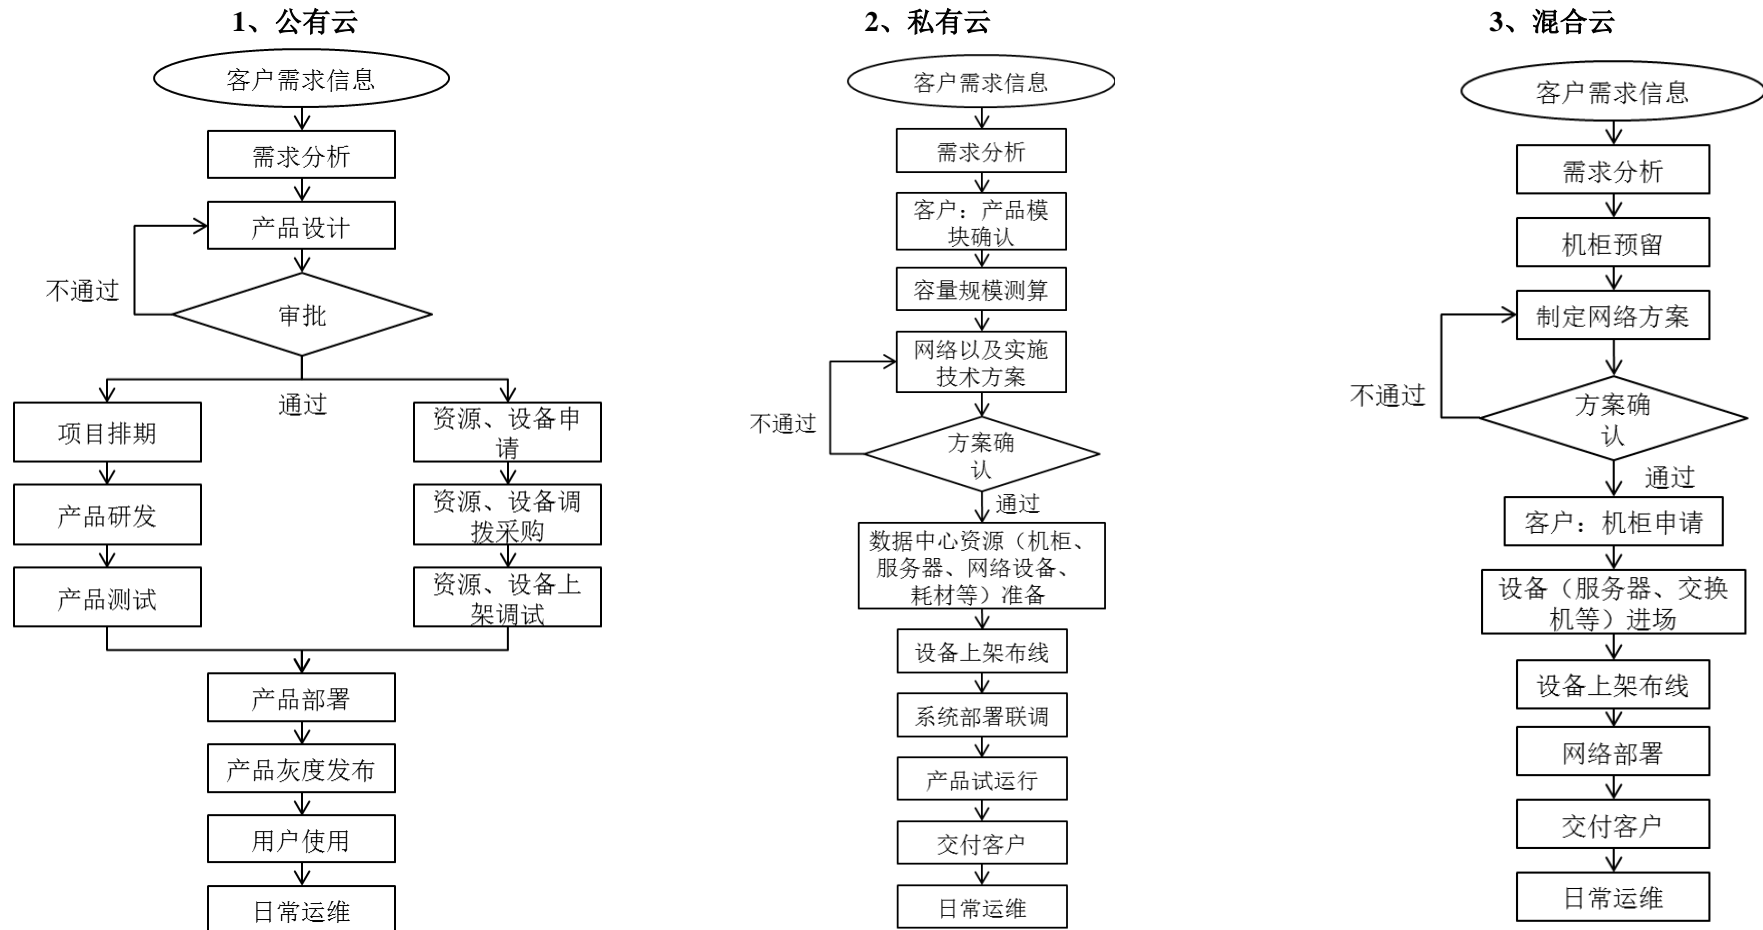 1、公有云
客户需求信息
需求分析
产品设计
不通过
审批
通过
项目排期
产品研发
产品测试
资源、设备申
请
资源、设备调
拨采购
资源、设备上
架调试
产品部署
产品灰度发布
用户使用
日常运维
2、私有云
客户需求信息
需求分析
客户：产品模
块确认
容量规模测算
网络以及实施
技术方案
不通过
方案确
认
通过
数据中心资源（机柜、
服务器、网络设备、
耗材等）准备
设备上架布线
系统部署联调
产品试运行
交付客户
日常运维
3、混合云
客户需求信息
需求分析
机柜预留
制定网络方案
不通过
方案确
认
通过
客户：机柜申请
设备（服务器、交换
机等）进场
设备上架布线
网络部署
交付客户
日常运维